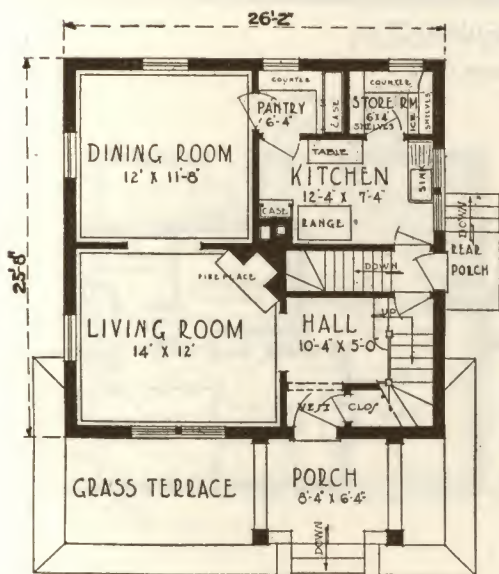 26'-2"
COUNTER
COUNTER
PANTRY
6'-4"
CASE
STORE RM
6'X4'
SHELVES
ICE
SHELVES
DINING ROOM
12' X 11'-8"
TABLE
KITCHEN
12'-4 X 7'-4"
SINK
CASE
RANGE
DOWN
REAR
PORCH
25'-8"
FIRE PLACE
DOWN
UP
LIVING ROOM
14' X 12'
HALL
10'-4" X 5'-0"
VEST
CLOS
GRASS TERRACE
PORCH
8'-4" X 6'-4"
DOWN